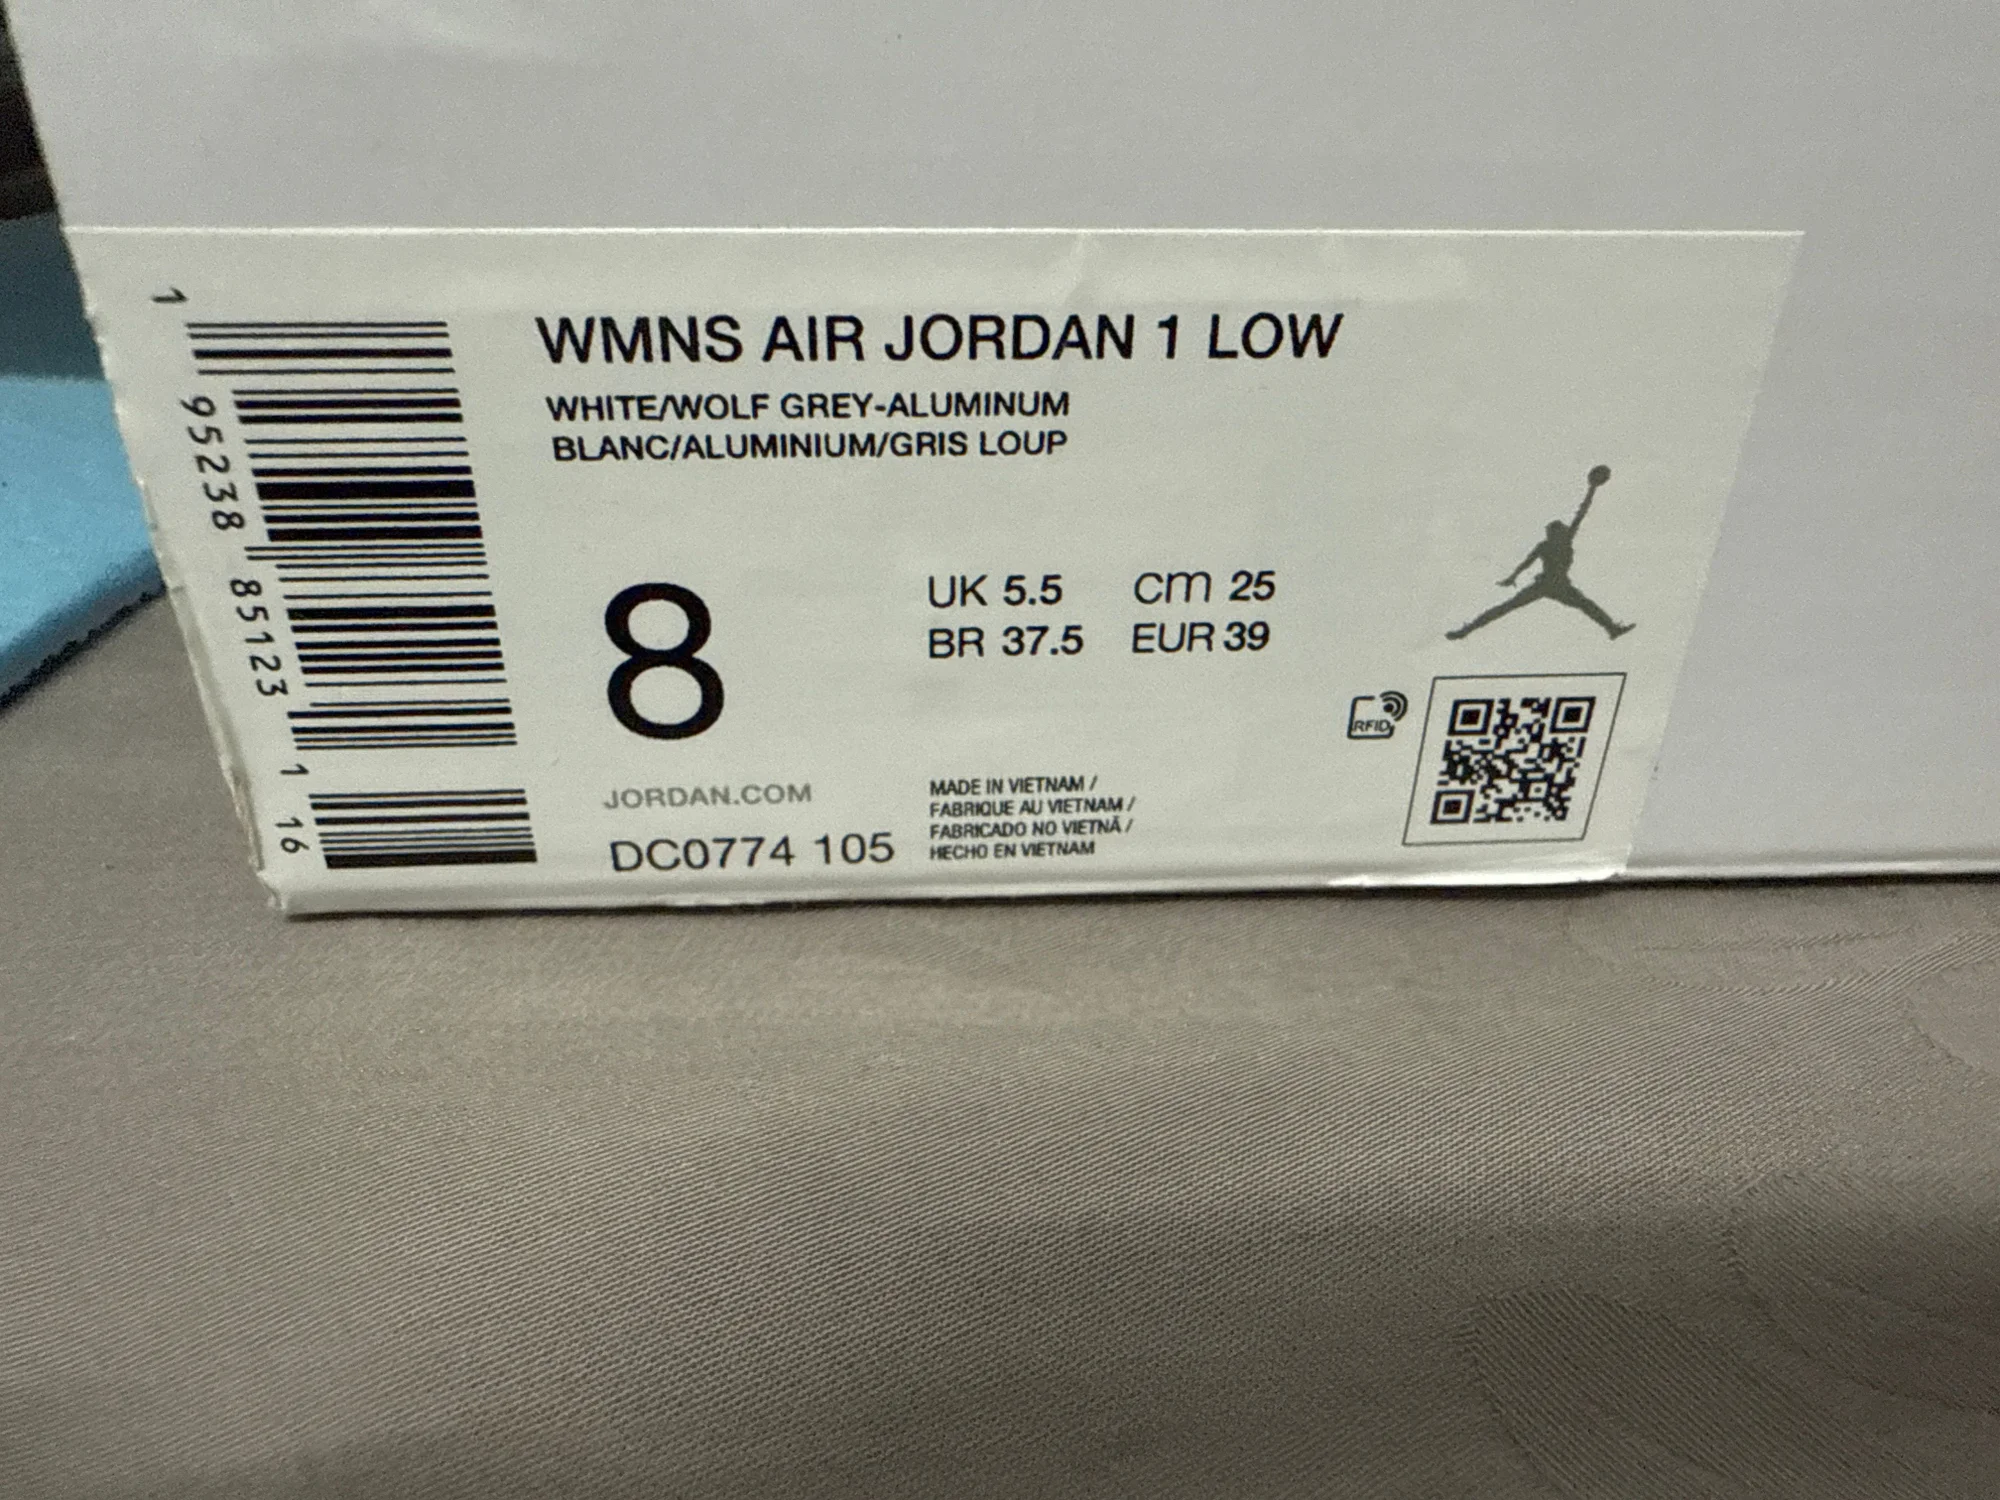 WMNS AIR JORDAN 1 LOW
WHITE/WOLF GREY-ALUMINUM
BLANC/ALUMINIUM/GRIS LOUP
8
UK 5.5 cm 25
BR 37.5 EUR 39
RFID
JORDAN.COM
DC0774 105
MADE IN VIETNAM /
FABRIQUE AU VIETNAM /
FABRICADO NO VIETNÃ /
HECHO EN VIETNAM
1 95238 85123 1 16